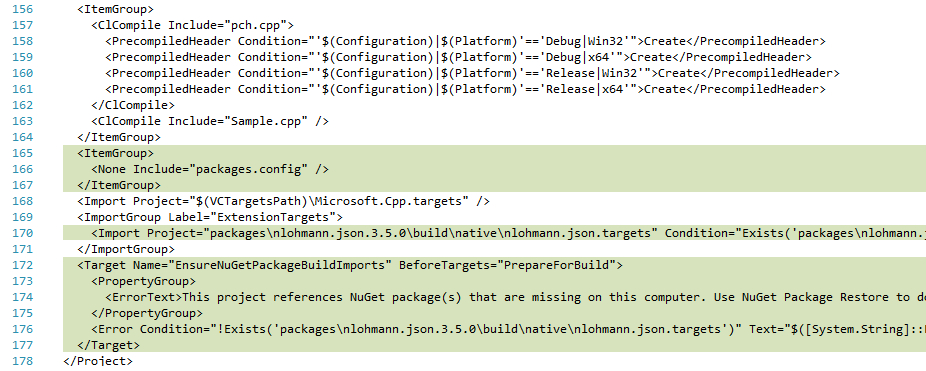 156 <ItemGroup>
157 <ClCompile Include="pch.cpp">
158 <PrecompiledHeader Condition="'$(Configuration)|$(Platform)'=='Debug|Win32'">Create</PrecompiledHeader>
159 <PrecompiledHeader Condition="'$(Configuration)|$(Platform)'=='Debug|x64'">Create</PrecompiledHeader>
160 <PrecompiledHeader Condition="'$(Configuration)|$(Platform)'=='Release|Win32'">Create</PrecompiledHeader>
161 <PrecompiledHeader Condition="'$(Configuration)|$(Platform)'=='Release|x64'">Create</PrecompiledHeader>
162 </ClCompile>
163 <ClCompile Include="Sample.cpp" />
164 </ItemGroup>
165 <ItemGroup>
166 <None Include="packages.config" />
167 </ItemGroup>
168 <Import Project="$(VCTargetsPath)\Microsoft.Cpp.targets" />
169 <ImportGroup Label="ExtensionTargets">
170 <Import Project="packages\nlohmann.json.3.5.0\build\native\nlohmann.json.targets" Condition="Exists('packages\nlohmann.
171 </ImportGroup>
172 <Target Name="EnsureNuGetPackageBuildImports" BeforeTargets="PrepareForBuild">
173 <PropertyGroup>
174 <ErrorText>This project references NuGet package(s) that are missing on this computer. Use NuGet Package Restore to
175 </PropertyGroup>
176 <Error Condition="!Exists('packages\nlohmann.json.3.5.0\build\native\nlohmann.json.targets')" Text="$([System.String]::
177 </Target>
178 </Project>